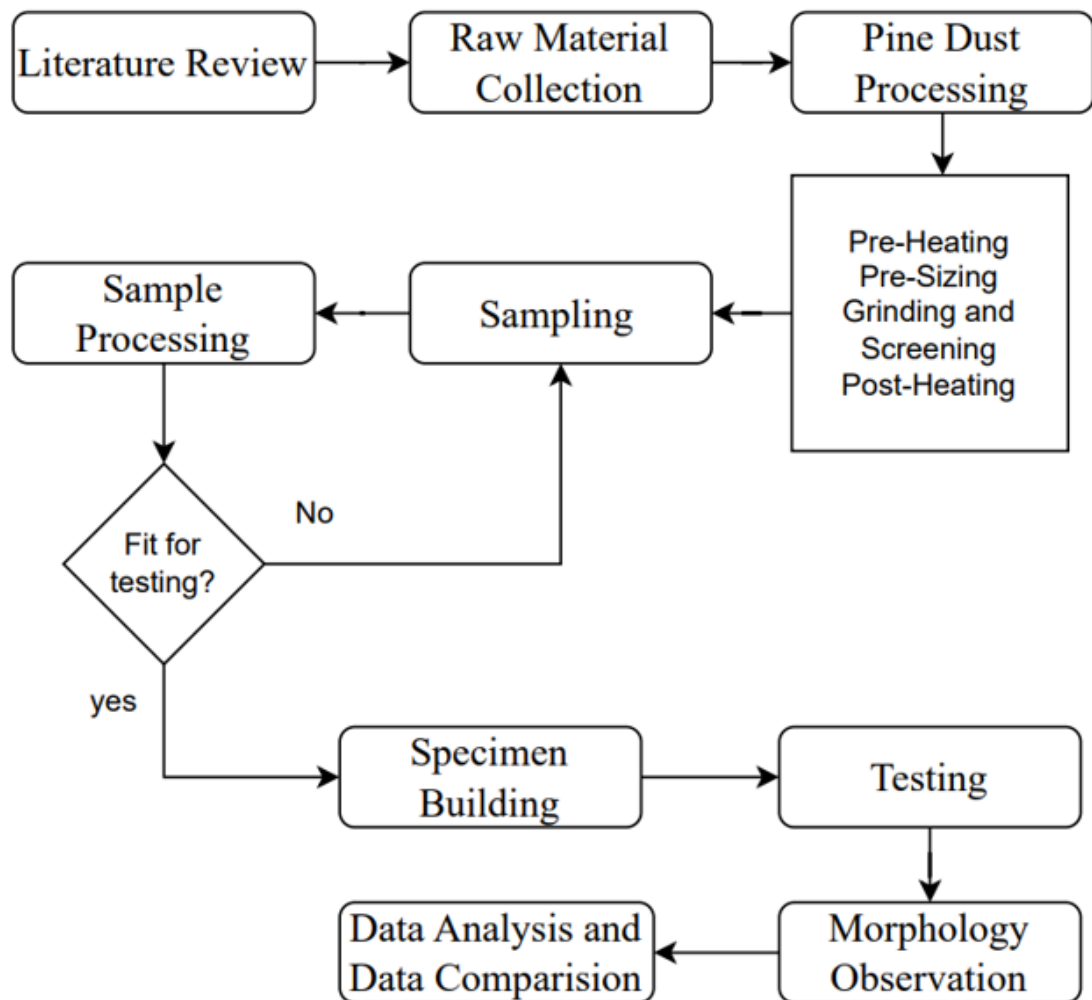 Literature Review
Raw Material
Collection
Pine Dust
Processing
Pre-Heating
Pre-Sizing
Grinding and
Screening
Post-Heating
Sampling
Sample
Processing
Fit for
testing?
No
yes
Specimen
Building
Testing
Morphology
Observation
Data Analysis and
Data Comparision